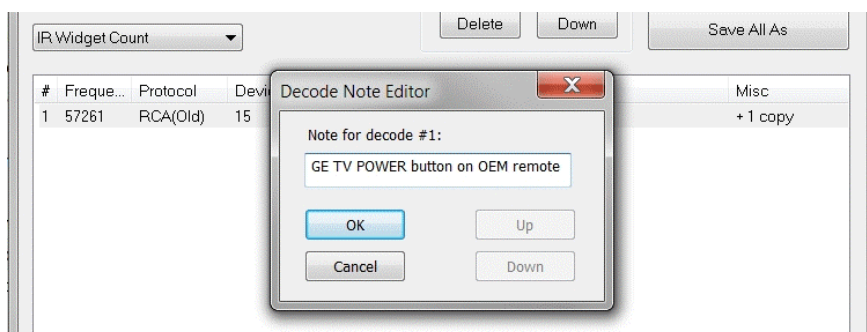 Delete Down
IR Widget Count Save All As
# Freque... Protocol Misc
Decode Note Editor
1 57261 RCA(Old) 15 + 1 copy
Note for decode #1:
GE TV POWER button on OEM remote
OK Up
Cancel Down